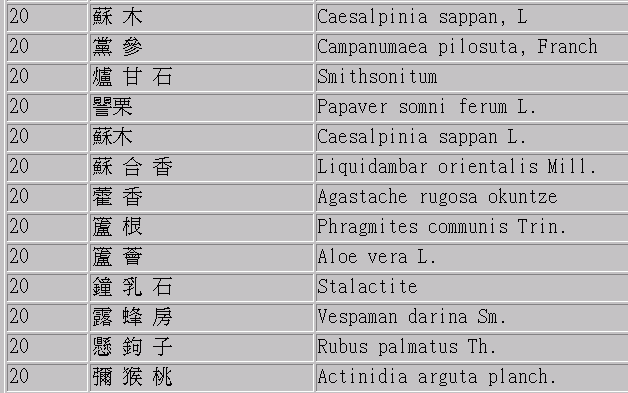 20 蘇 木 Caesalpinia sappan, L
20 黨 參 Campanumaea pilosuta, Franch
20 爐 甘 石 Smithsonitum
20 譻栗 Papaver somni ferum L.
20 蘇木 Caesalpinia sappan L.
20 蘇 合 香 Liquidambar orientalis Mill.
20 藿 香 Agastache rugosa okuntze
20 蘆 根 Phragmites communis Trin.
20 蘆 薈 Aloe vera L.
20 鐘 乳 石 Stalactite
20 露 蜂 房 Vespaman darina Sm.
20 懸 鉤 子 Rubus palmatus Th.
20 獼 猴 桃 Actinidia arguta planch.